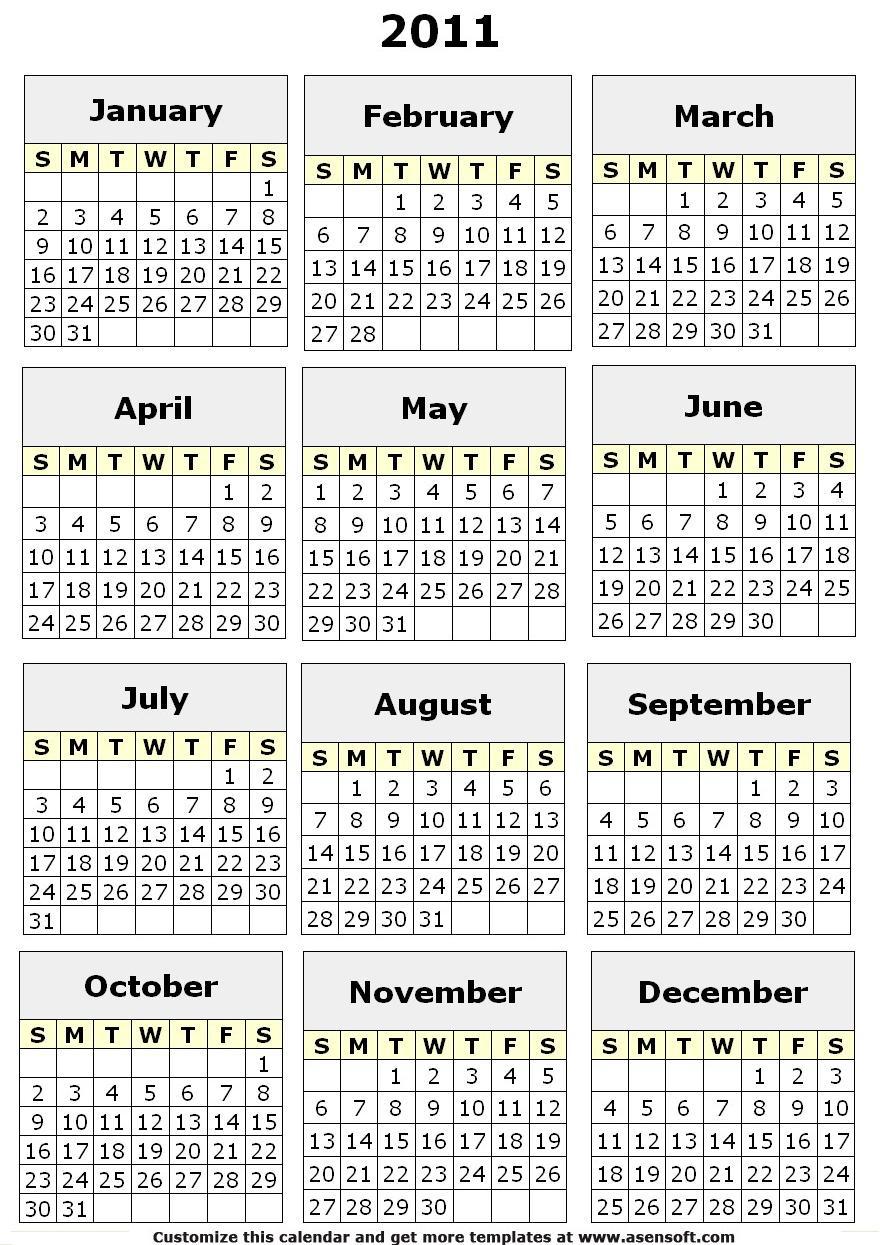 2011
January
S M T W T F S
1
2 3 4 5 6 7 8
9 10 11 12 13 14 15
16 17 18 19 20 21 22
23 24 25 26 27 28 29
30 31
February
S M T W T F S
1 2 3 4 5
6 7 8 9 10 11 12
13 14 15 16 17 18 19
20 21 22 23 24 25 26
27 28
March
S M T W T F S
1 2 3 4 5
6 7 8 9 10 11 12
13 14 15 16 17 18 19
20 21 22 23 24 25 26
27 28 29 30 31
April
S M T W T F S
1 2
3 4 5 6 7 8 9
10 11 12 13 14 15 16
17 18 19 20 21 22 23
24 25 26 27 28 29 30
May
S M T W T F S
1 2 3 4 5 6 7
8 9 10 11 12 13 14
15 16 17 18 19 20 21
22 23 24 25 26 27 28
29 30 31
June
S M T W T F S
1 2 3 4
5 6 7 8 9 10 11
12 13 14 15 16 17 18
19 20 21 22 23 24 25
26 27 28 29 30
July
S M T W T F S
1 2
3 4 5 6 7 8 9
10 11 12 13 14 15 16
17 18 19 20 21 22 23
24 25 26 27 28 29 30
31
August
S M T W T F S
1 2 3 4 5 6
7 8 9 10 11 12 13
14 15 16 17 18 19 20
21 22 23 24 25 26 27
28 29 30 31
September
S M T W T F S
1 2 3
4 5 6 7 8 9 10
11 12 13 14 15 16 17
18 19 20 21 22 23 24
25 26 27 28 29 30
October
S M T W T F S
1
2 3 4 5 6 7 8
9 10 11 12 13 14 15
16 17 18 19 20 21 22
23 24 25 26 27 28 29
30 31
November
S M T W T F S
1 2 3 4 5
6 7 8 9 10 11 12
13 14 15 16 17 18 19
20 21 22 23 24 25 26
27 28 29 30
December
S M T W T F S
1 2 3
4 5 6 7 8 9 10
11 12 13 14 15 16 17
18 19 20 21 22 23 24
25 26 27 28 29 30 31
Customize this calendar and get more templates at www.asensoft.com